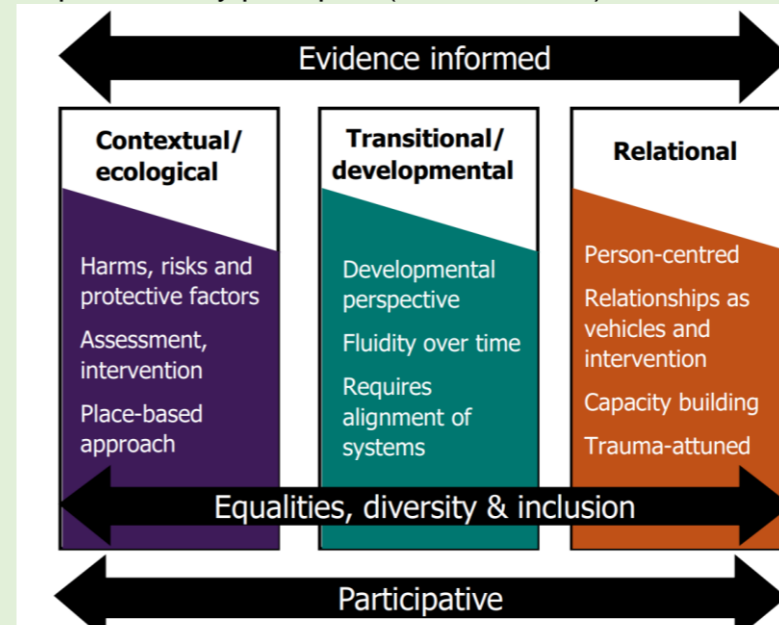 Evidence informed
Contextual/
ecological
Harms, risks and
protective factors
Assessment,
intervention
Place-based
approach
Transitional/
developmental
Developmental
perspective
Fluidity over time
Requires
alignment of
systems
Relational
Person-centred
Relationships as
vehicles and
intervention
Capacity building
Trauma-attuned
Equalities, diversity & inclusion
Participative